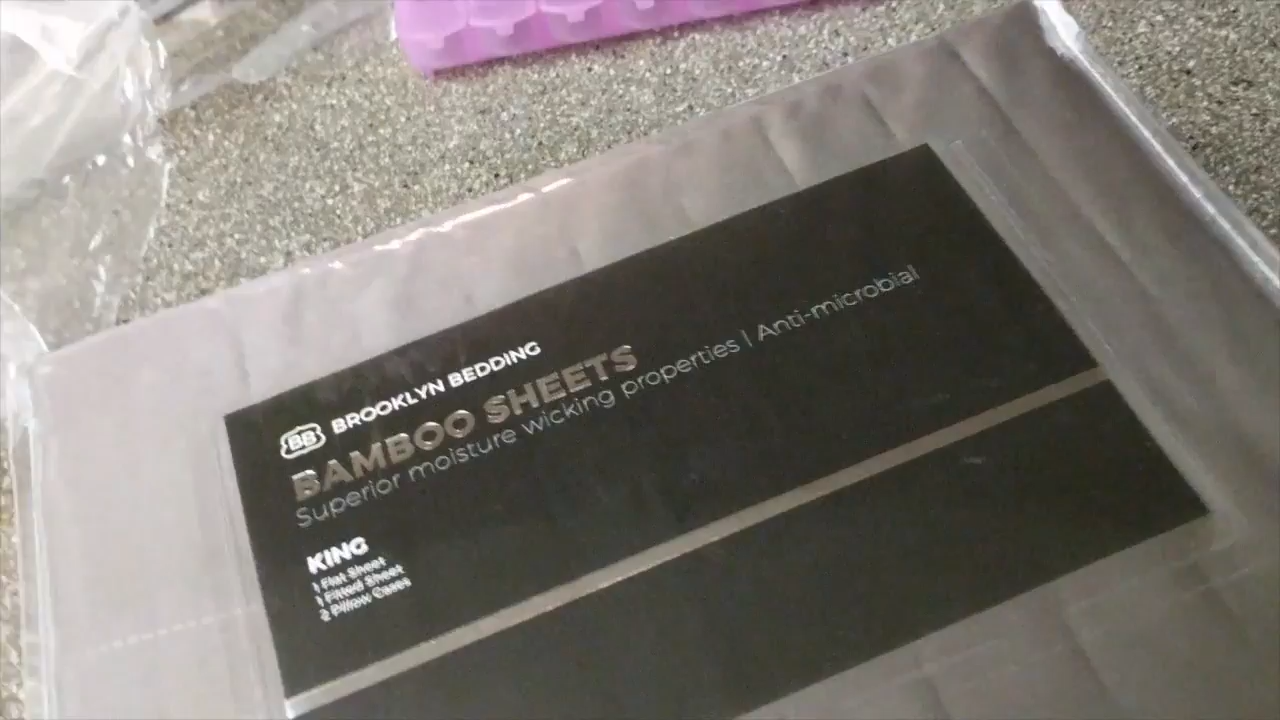 BB BROOKLYN BEDDING
BAMBOO SHEETS
Superior moisture wicking properties | Anti-microbial
KING
1 Flat Sheet
1 Fitted Sheet
2 Pillow Cases